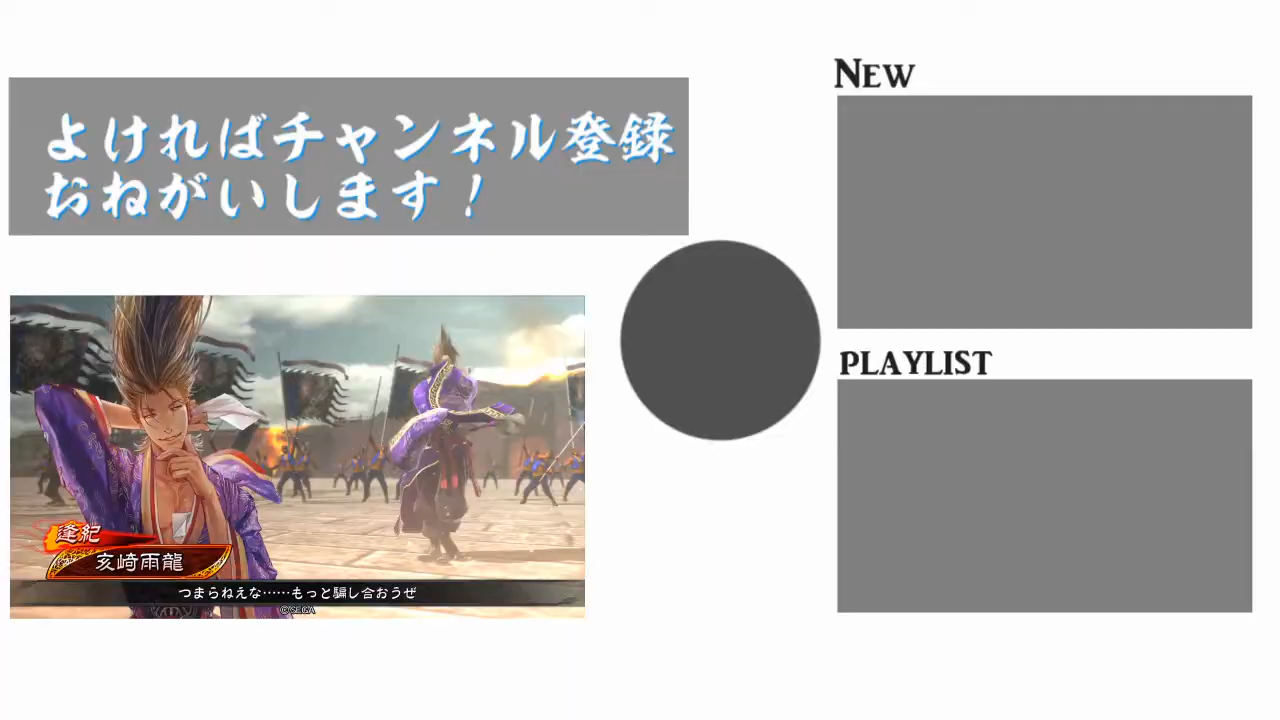 よければチャンネル登録
おねがいします！
New
PLAYLIST
逢紀
亥崎雨龍
つまらねえな……もっと騙し合おうぜ
©SEGA